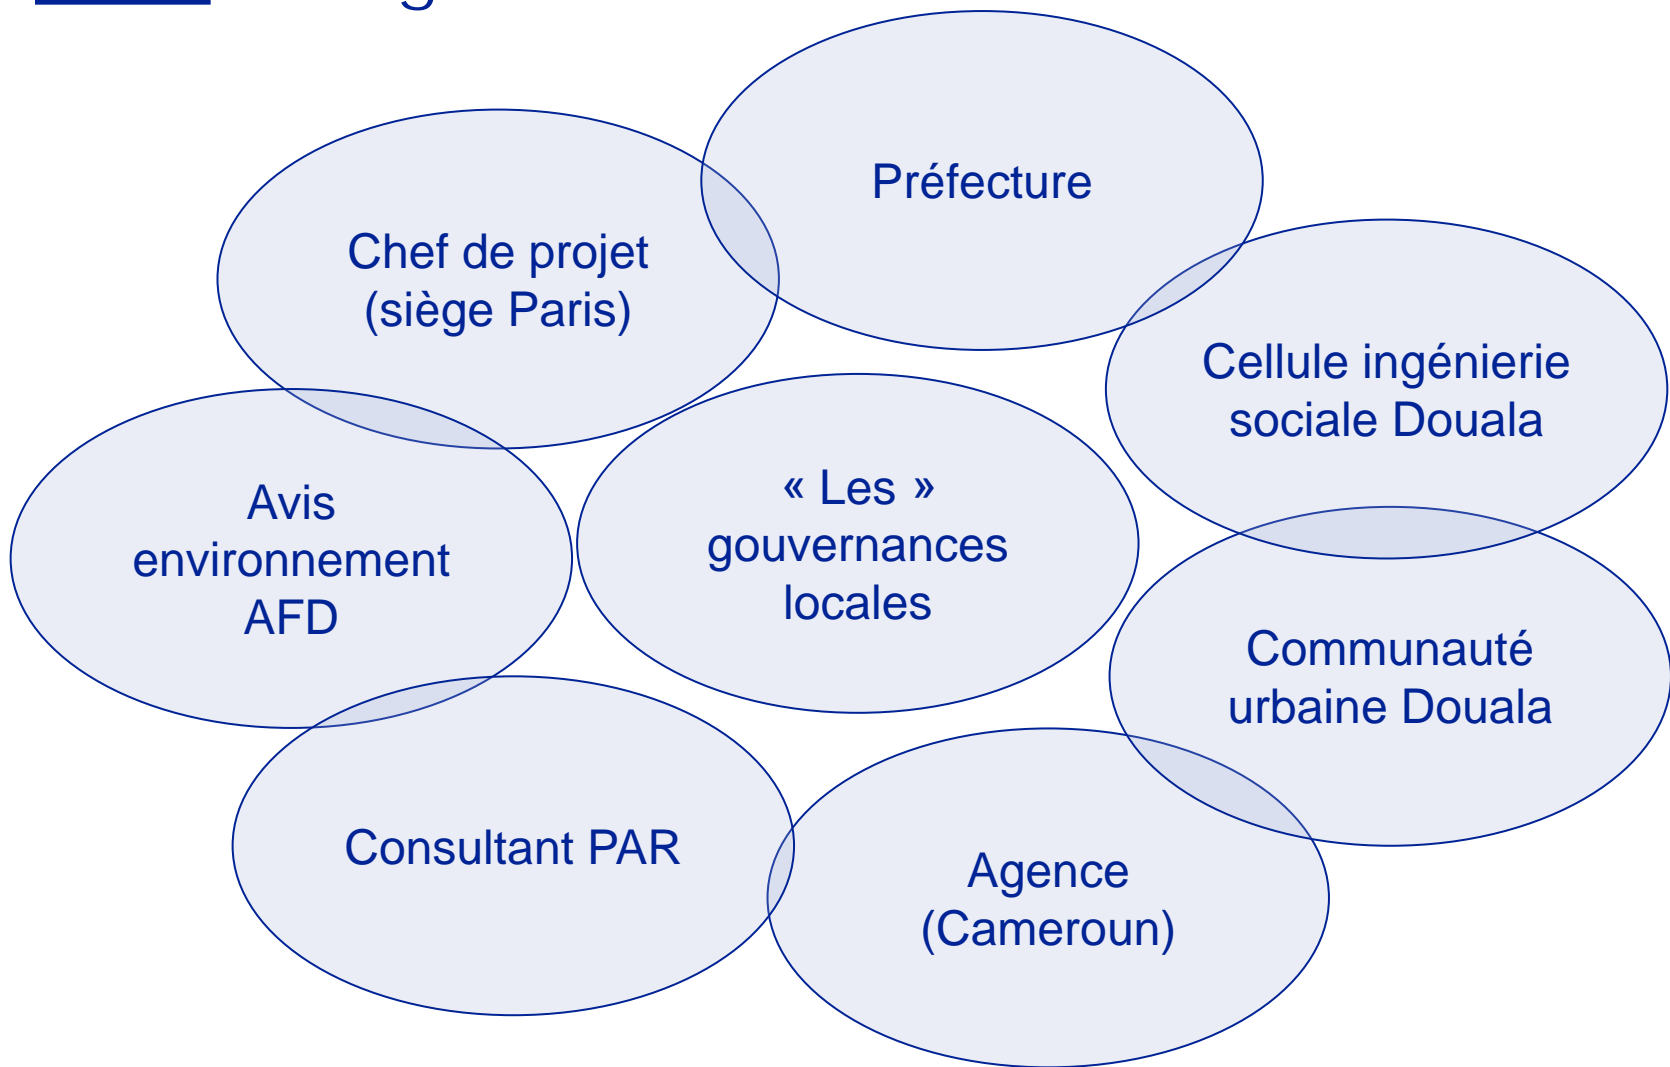 Préfecture
Chef de projet
(siège Paris)
Cellule ingénierie
sociale Douala
« Les »
gouvernances
locales
Avis
environnement
AFD
Communauté
urbaine Douala
Consultant PAR
Agence
(Cameroun)